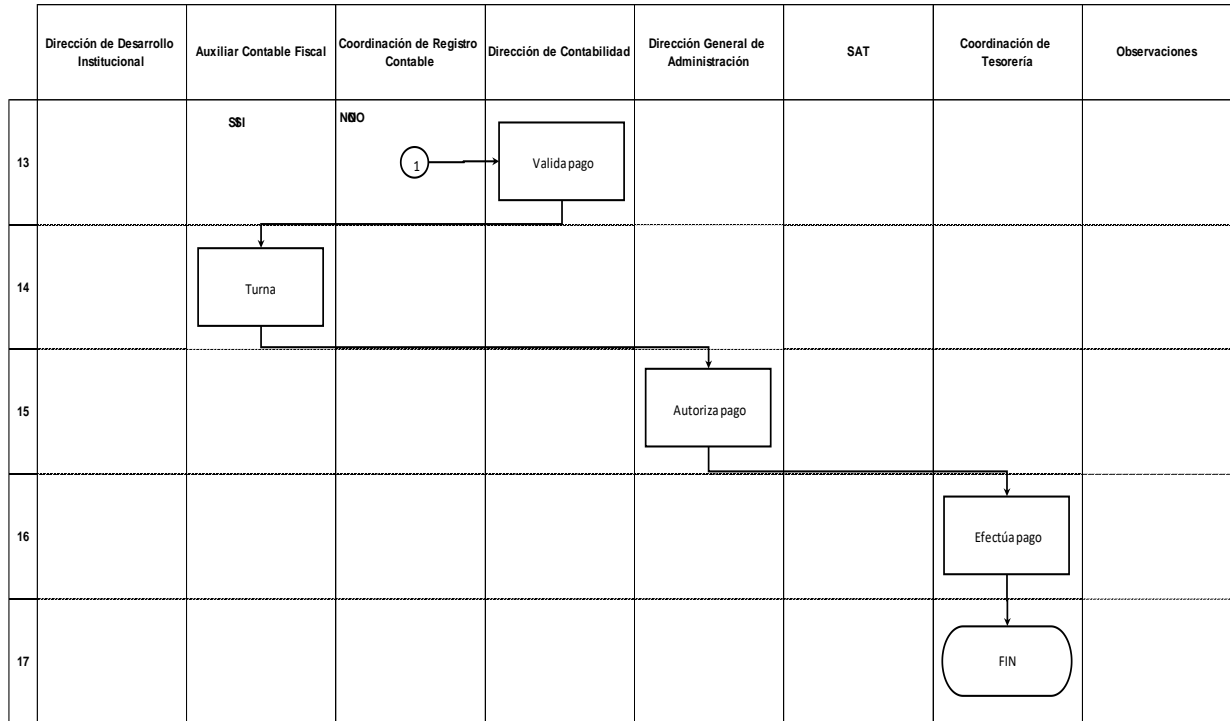 Dirección de Desarrollo
Institucional
Auxiliar Contable Fiscal
Coordinación de Registro
Contable
Dirección de Contabilidad
Dirección General de
Administración
SAT
Coordinación de
Tesorería
Observaciones
13
1
Valida pago
14
Turna
15
Autoriza pago
16
Efectúa pago
17
FIN